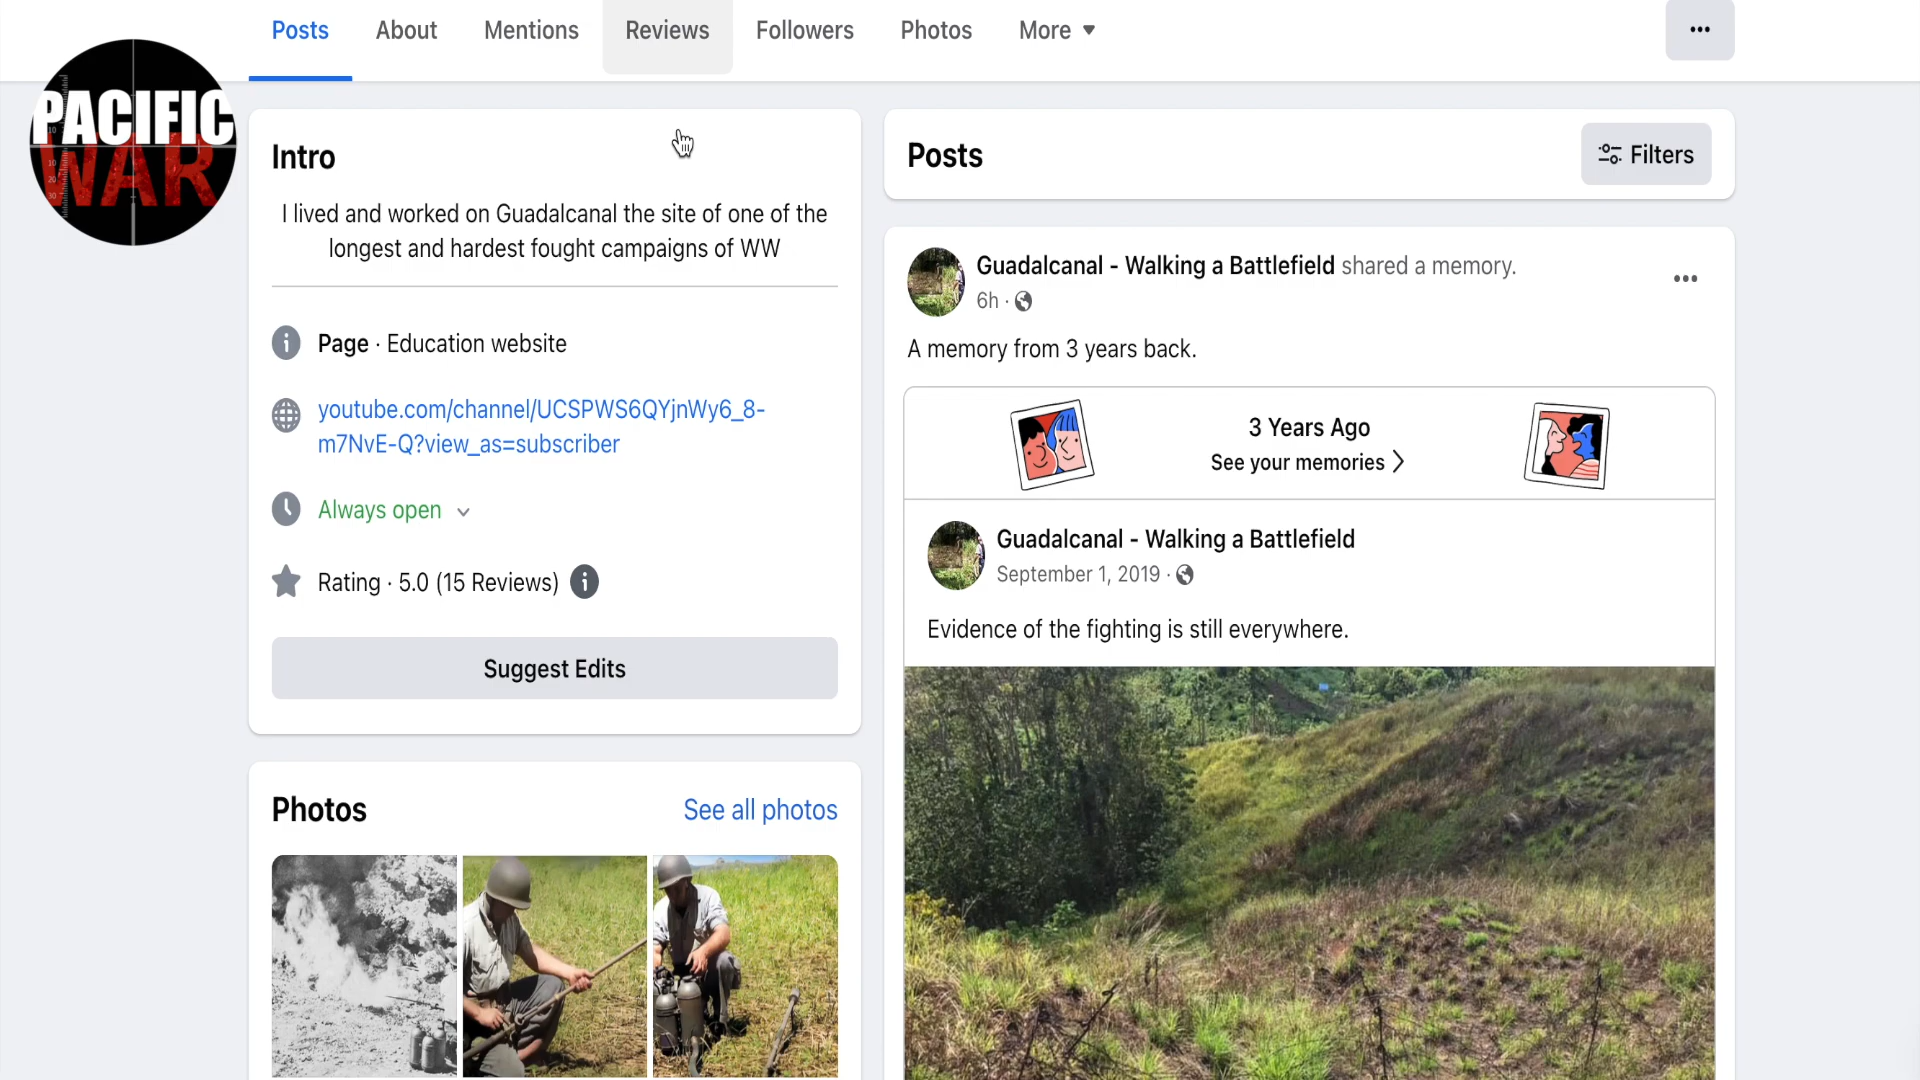 Posts
About
Mentions
Reviews
Followers
Photos
More
PACIFIC
WAR
Intro
I lived and worked on Guadalcanal the site of one of the
longest and hardest fought campaigns of WW
Page · Education website
youtube.com/channel/UCSPWS6QYjnWy6_8-
m7NvE-Q?view_as=subscriber
Always open
Rating · 5.0 (15 Reviews)
Suggest Edits
Photos
See all photos
Posts
Filters
Guadalcanal - Walking a Battlefield shared a memory.
6h ·
A memory from 3 years back.
3 Years Ago
See your memories
Guadalcanal - Walking a Battlefield
September 1, 2019 ·
Evidence of the fighting is still everywhere.